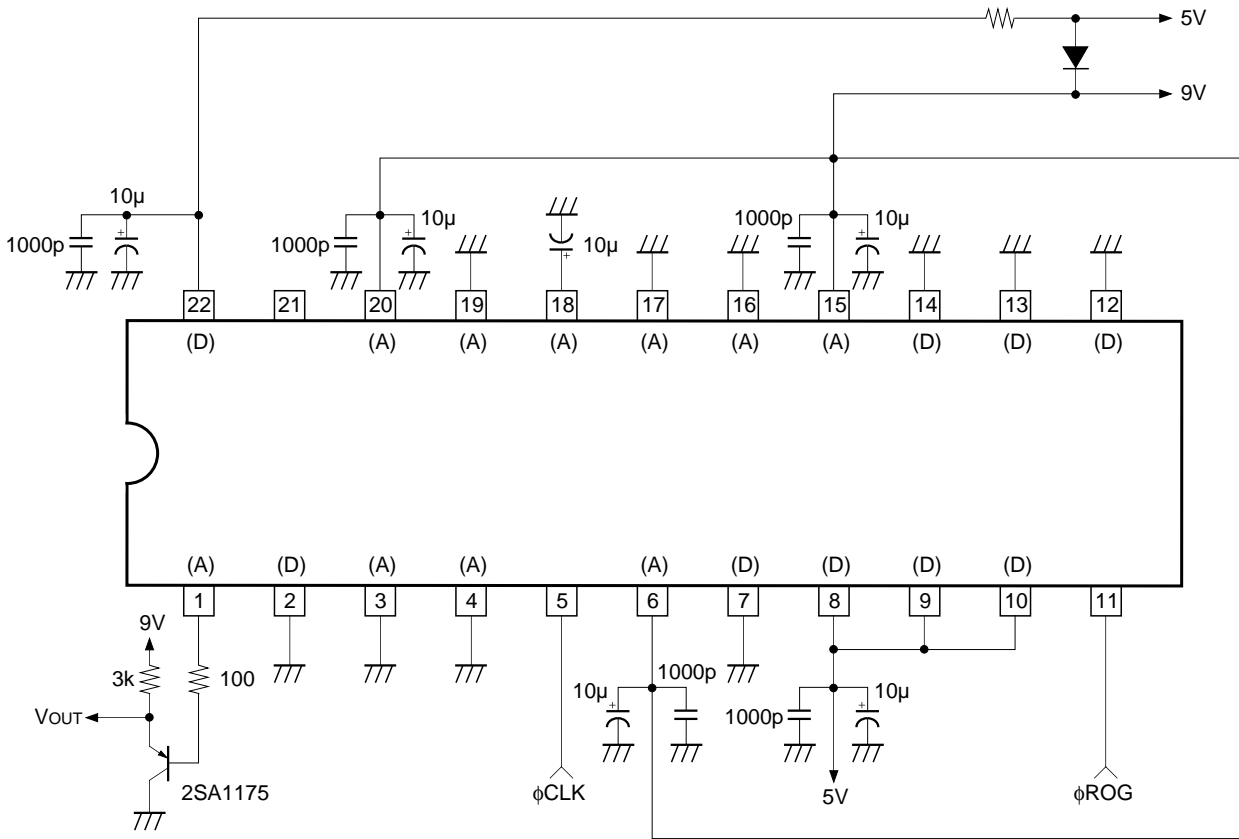 5V
9V
10µ
1000p
1000p
10µ
10µ
1000p
10µ
22 21 20 19 18 17 16 15 14 13 12
(D) (A) (A) (A) (A) (A) (A) (D) (D) (D)
(A) (D) (A) (A) (A) (D) (D) (D) (D)
1 2 3 4 5 6 7 8 9 10 11
9V
3k
100
VOUT
2SA1175
ϕCLK
10µ
1000p
1000p
10µ
5V
ϕROG